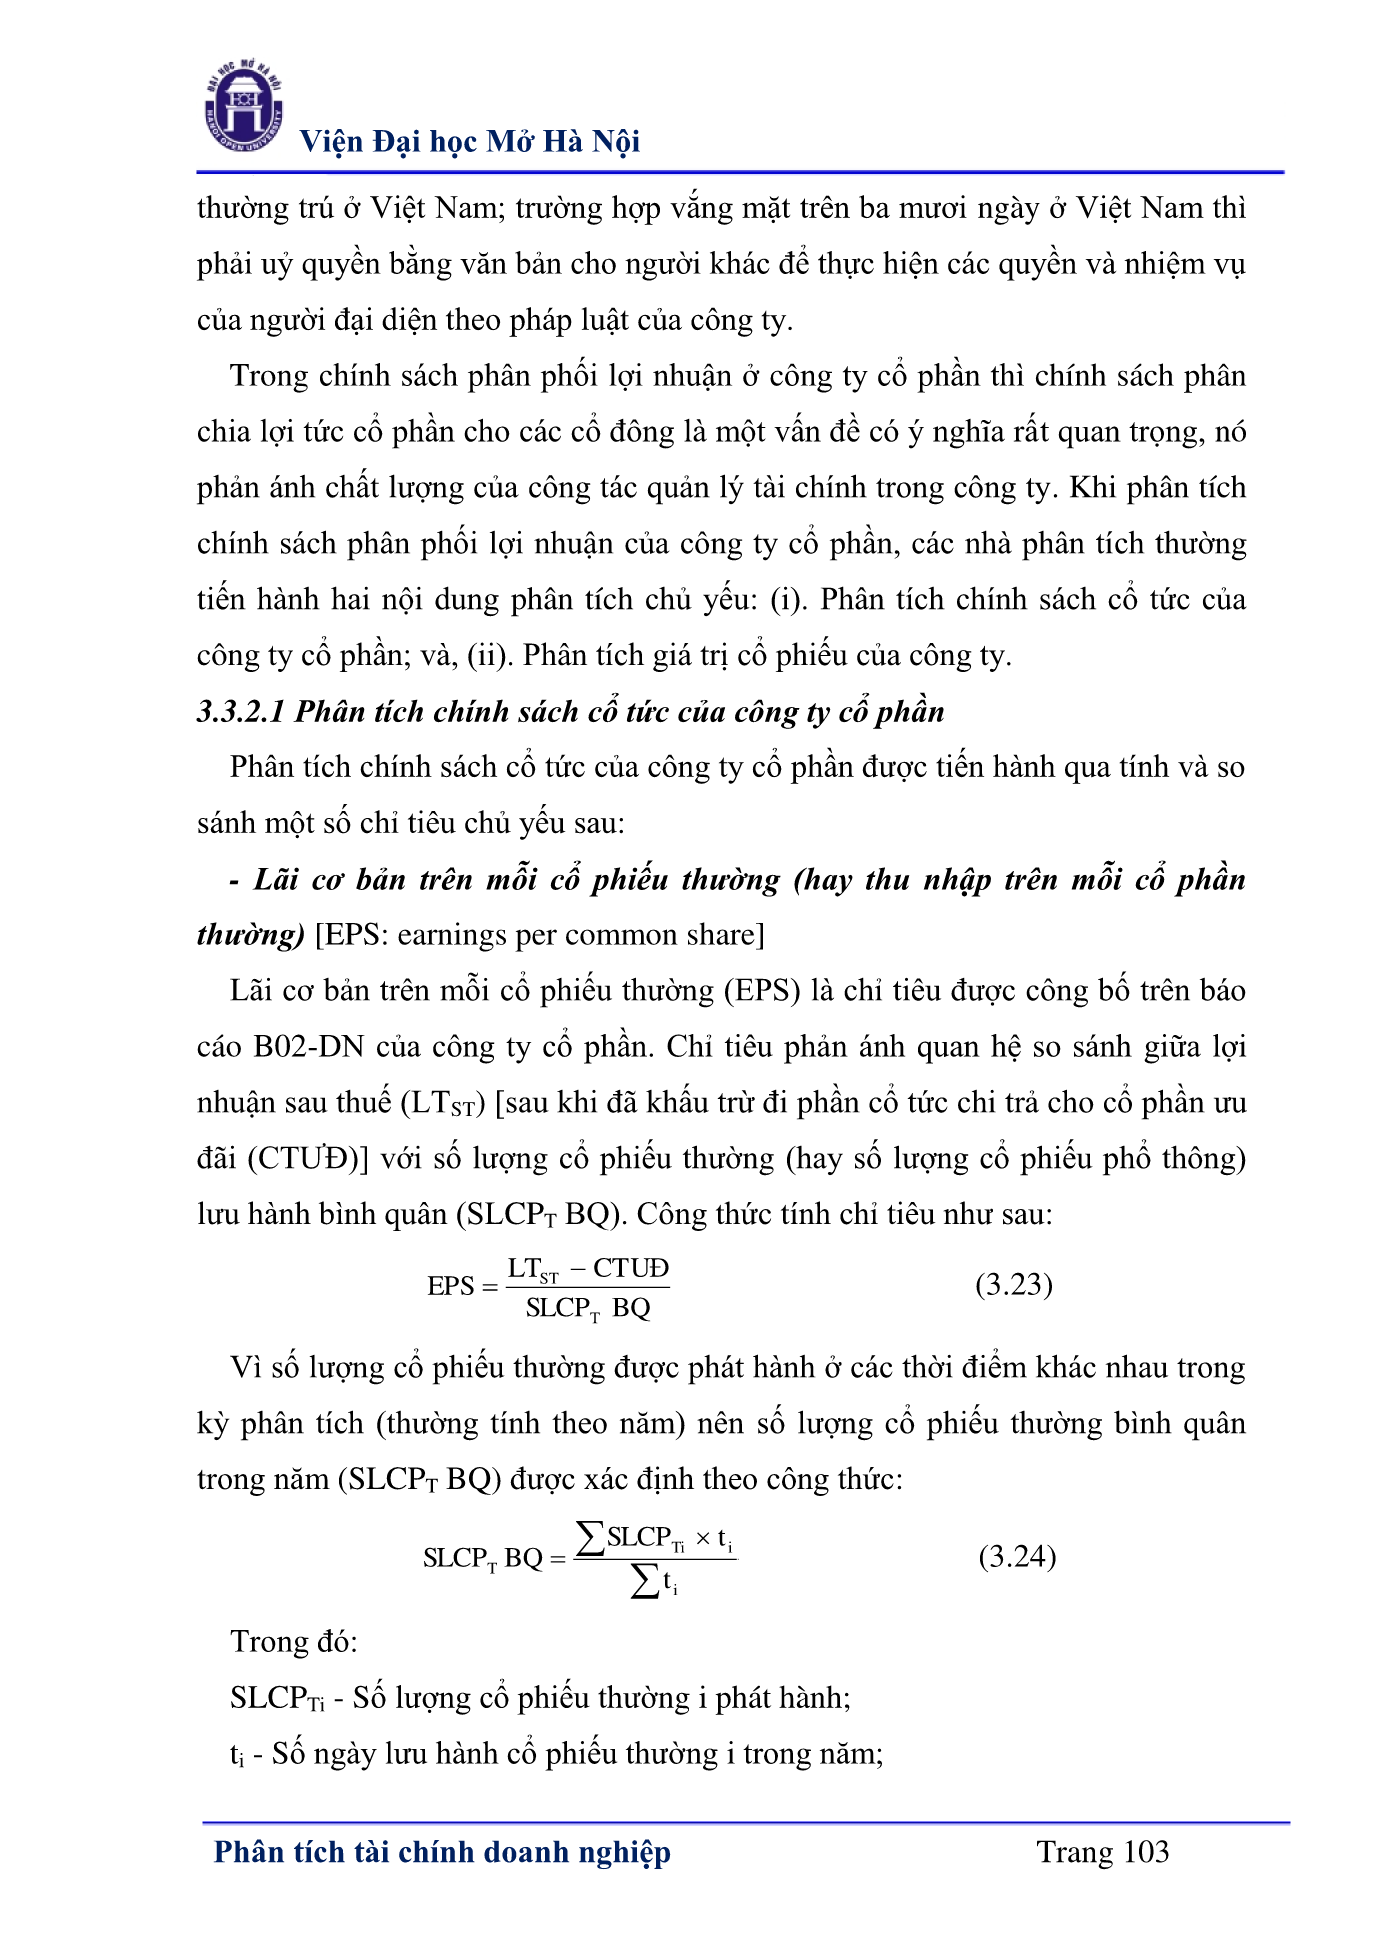 ĐẠI HỌC MỞ HÀ NỘI
HANOI OPEN UNIVERSITY
Viện Đại học Mở Hà Nội
thường trú ở Việt Nam; trường hợp vắng mặt trên ba mươi ngày ở Việt Nam thì
phải uỷ quyền bằng văn bản cho người khác để thực hiện các quyền và nhiệm vụ
của người đại diện theo pháp luật của công ty.
Trong chính sách phân phối lợi nhuận ở công ty cổ phần thì chính sách phân
chia lợi tức cổ phần cho các cổ đông là một vấn đề có ý nghĩa rất quan trọng, nó
phản ánh chất lượng của công tác quản lý tài chính trong công ty. Khi phân tích
chính sách phân phối lợi nhuận của công ty cổ phần, các nhà phân tích thường
tiến hành hai nội dung phân tích chủ yếu: (i). Phân tích chính sách cổ tức của
công ty cổ phần; và, (ii). Phân tích giá trị cổ phiếu của công ty.
3.3.2.1 Phân tích chính sách cổ tức của công ty cổ phần
Phân tích chính sách cổ tức của công ty cổ phần được tiến hành qua tính và so
sánh một số chỉ tiêu chủ yếu sau:
- Lãi cơ bản trên mỗi cổ phiếu thường (hay thu nhập trên mỗi cổ phần
thường) [EPS: earnings per common share]
Lãi cơ bản trên mỗi cổ phiếu thường (EPS) là chỉ tiêu được công bố trên báo
cáo B02-DN của công ty cổ phần. Chỉ tiêu phản ánh quan hệ so sánh giữa lợi
nhuận sau thuế (LTST) [sau khi đã khấu trừ đi phần cổ tức chi trả cho cổ phần ưu
đãi (CTƯĐ)] với số lượng cổ phiếu thường (hay số lượng cổ phiếu phổ thông)
lưu hành bình quân (SLCPT BQ). Công thức tính chỉ tiêu như sau:
EPS = (LTST − CTUĐ) / (SLCPT BQ) (3.23)
Vì số lượng cổ phiếu thường được phát hành ở các thời điểm khác nhau trong
kỳ phân tích (thường tính theo năm) nên số lượng cổ phiếu thường bình quân
trong năm (SLCPT BQ) được xác định theo công thức:
SLCPT BQ = ∑SLCPTi × ti / ∑ti (3.24)
Trong đó:
SLCPTi - Số lượng cổ phiếu thường i phát hành;
ti - Số ngày lưu hành cổ phiếu thường i trong năm;
Phân tích tài chính doanh nghiệp Trang 103